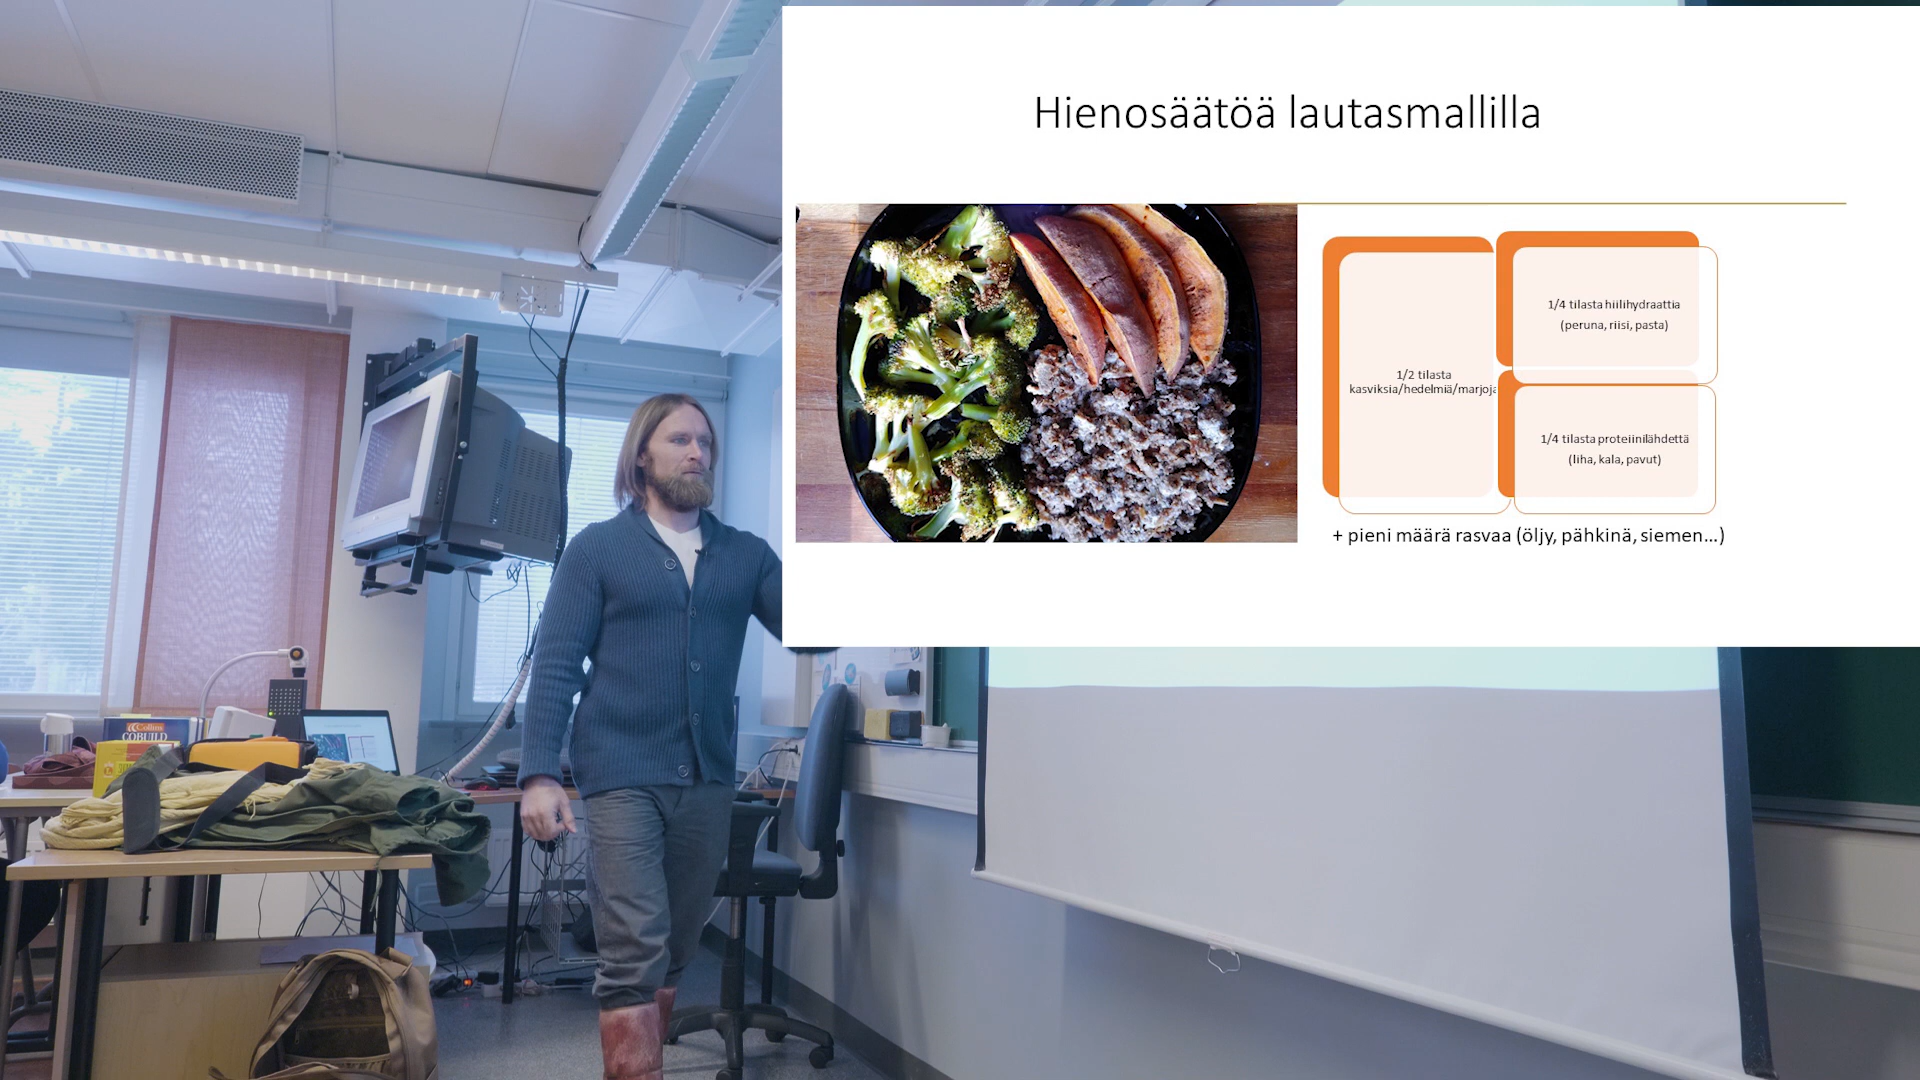 Hienosäätöä lautasmallilla
1/2 tilasta
kasviksia/hedelmiä/marjoja
1/4 tilasta hiilihydraattia
(peruna, riisi, pasta)
1/4 tilasta proteiinilähdettä
(liha, kala, pavut)
+ pieni määrä rasvaa (öljy, pähkinä, siemen...)
Collins
COBUILD